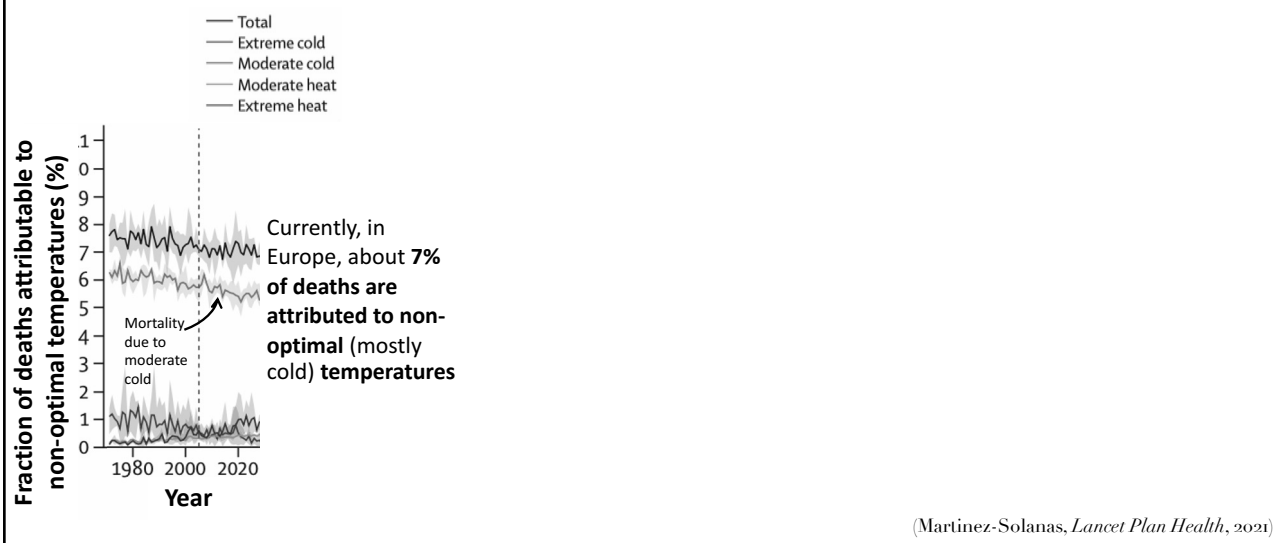 Total
Extreme cold
Moderate cold
Moderate heat
Extreme heat
Fraction of deaths attributable to
non-optimal temperatures (%)
.1
0
9
8
7
6
5
4
3
2
1
0
Mortality
due to
moderate
cold
1980 2000 2020
Year
Currently, in
Europe, about 7%
of deaths are
attributed to non-
optimal (mostly
cold) temperatures
(Martinez-Solanas, Lancet Plan Health, 2021)